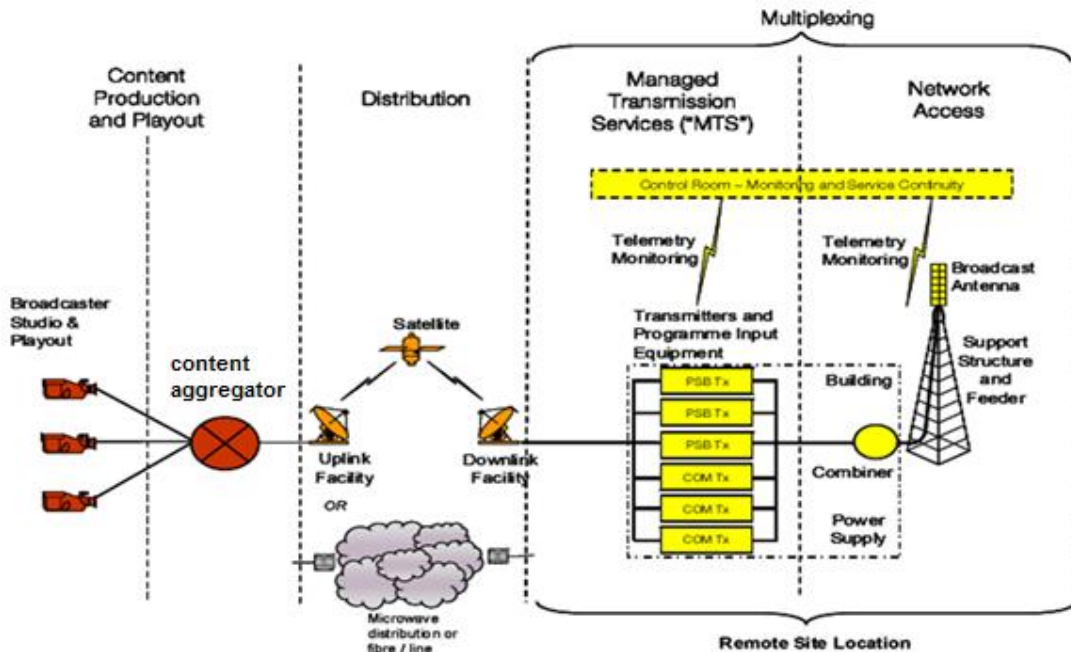 Multiplexing
Content
Production
and Playout
Distribution
Managed
Transmission
Services ("MTS")
Network
Access
Control Room – Monitoring and Service Continuity
Telemetry
Monitoring
Telemetry
Monitoring
Broadcast
Antenna
Broadcaster
Studio &
Playout
content
aggregator
Satellite
Transmitters and
Programme Input
Equipment
Support
Structure
and
Feeder
PSB Tx
PSB Tx
PSB Tx
COM Tx
COM Tx
COM Tx
Building
Uplink
Facility
Downlink
Facility
Combiner
OR
Power
Supply
Microwave
distribution or
fibre / line
Remote Site Location